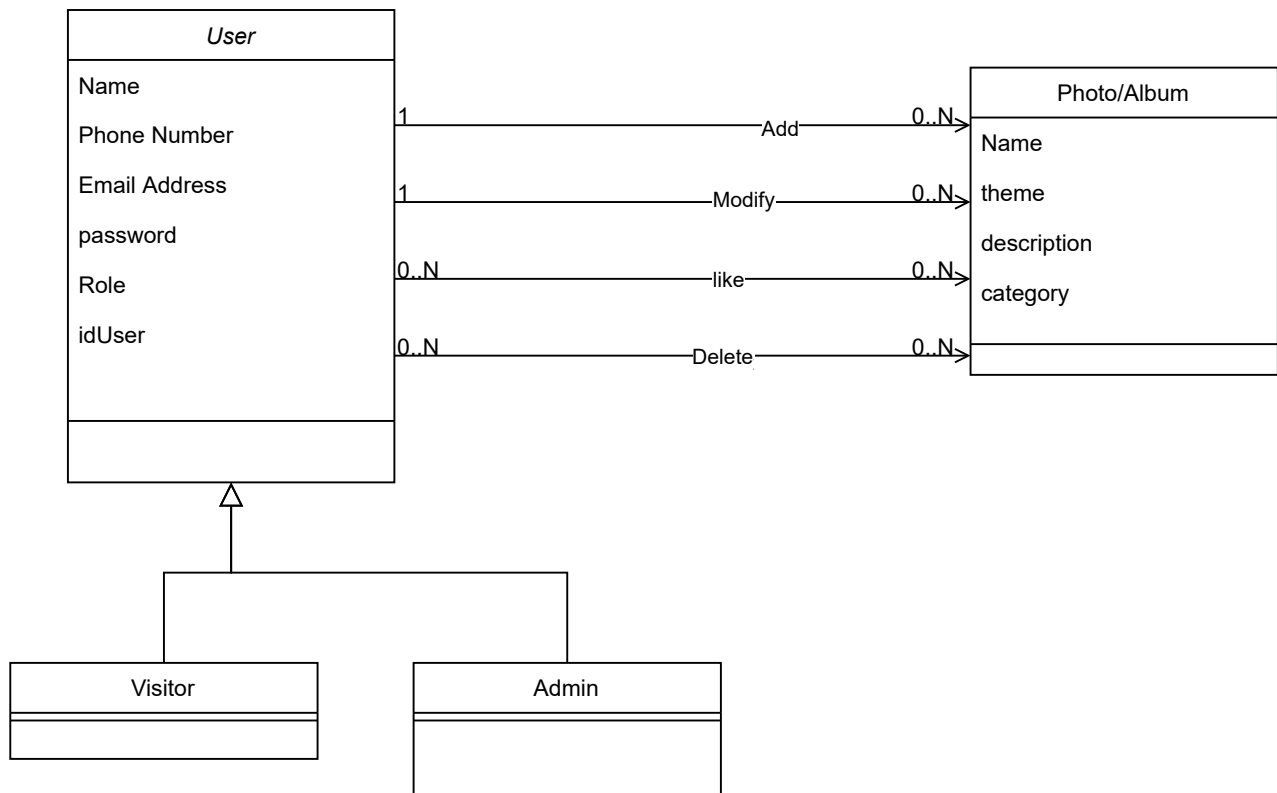 User
Name
Phone Number
Email Address
password
Role
idUser
1
Add
0..N
1
Modify
0..N
0..N
like
0..N
0..N
Delete
0..N
Photo/Album
Name
theme
description
category
Visitor
Admin